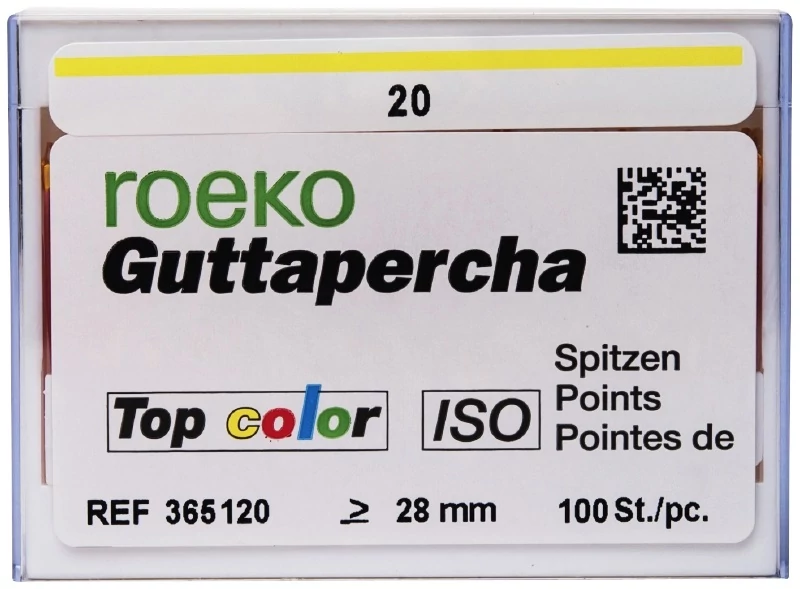 20
roeko
Guttapercha
Spitzen
Points
Pointes de
Top color
ISO
REF 365120 ≥ 28 mm 100 St./pc.